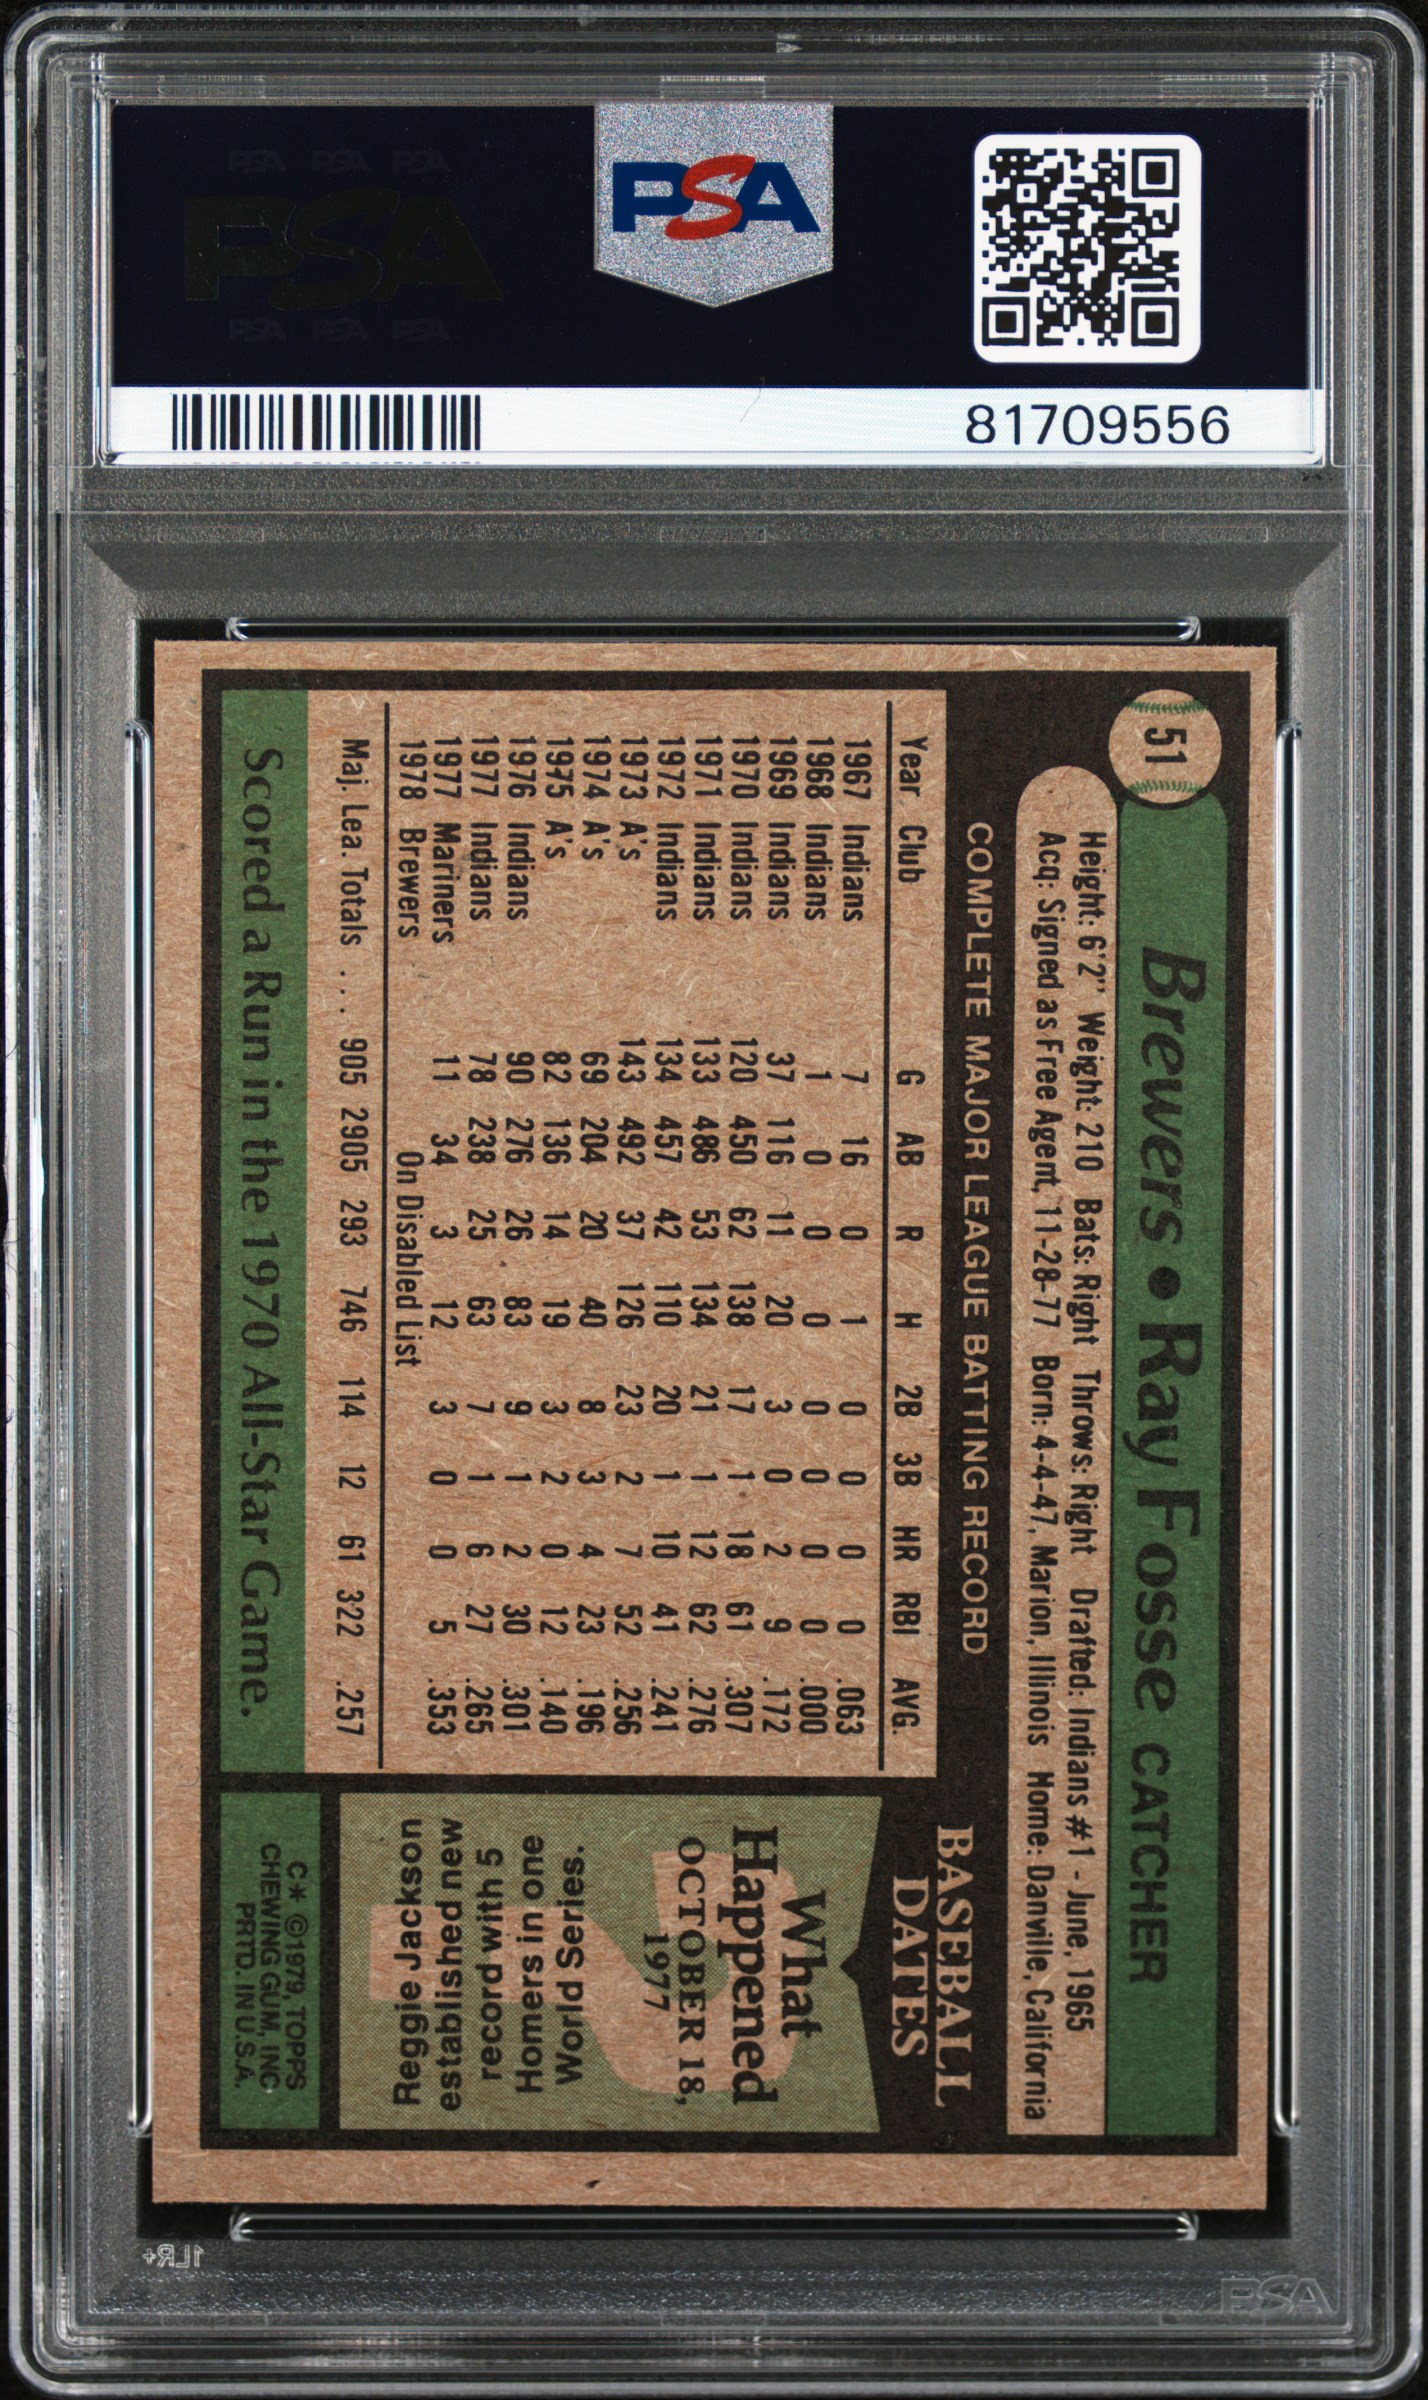 PSA PSA PSA
PSA
PSA PSA PSA
PSA
81709556
51
Brewers • Ray Fosse CATCHER
Height: 6'2" Weight: 210 Bats: Right Throws: Right Drafted: Indians #1 - June, 1965
Acq: Signed as Free Agent, 11-28-77 Born: 4-4-47, Marion, Illinois Home: Danville, California
COMPLETE MAJOR LEAGUE BATTING RECORD
Year Club G AB R H 2B 3B HR RBI AVG.
1967 Indians 7 16 0 1 0 0 0 0 .063
1968 Indians 1 0 0 0 0 0 0 0 .000
1969 Indians 37 116 11 20 3 0 2 9 .172
1970 Indians 120 450 62 138 17 1 18 61 .307
1971 Indians 133 486 53 134 21 1 12 62 .276
1972 Indians 134 457 42 110 20 1 10 41 .241
1973 A's 143 492 37 126 23 2 7 52 .256
1974 A's 69 204 20 40 8 3 4 23 .196
1975 A's 82 136 14 19 3 2 0 12 .140
1976 Indians 90 276 26 83 9 1 2 30 .301
1977 Indians 78 238 25 63 7 1 6 27 .265
1977 Mariners 11 34 3 12 3 0 0 5 .353
1978 Brewers On Disabled List
Maj. Lea. Totals . . . 905 2905 293 746 114 12 61 322 .257
Scored a Run in the 1970 All-Star Game.
BASEBALL
DATES
What
Happened
OCTOBER 18,
1977
Reggie Jackson
established new
record with 5
Homers in one
World Series.
C* ©1979, TOPPS
CHEWING GUM, INC.
PRTD. IN U.S.A.
1LR+
PSA